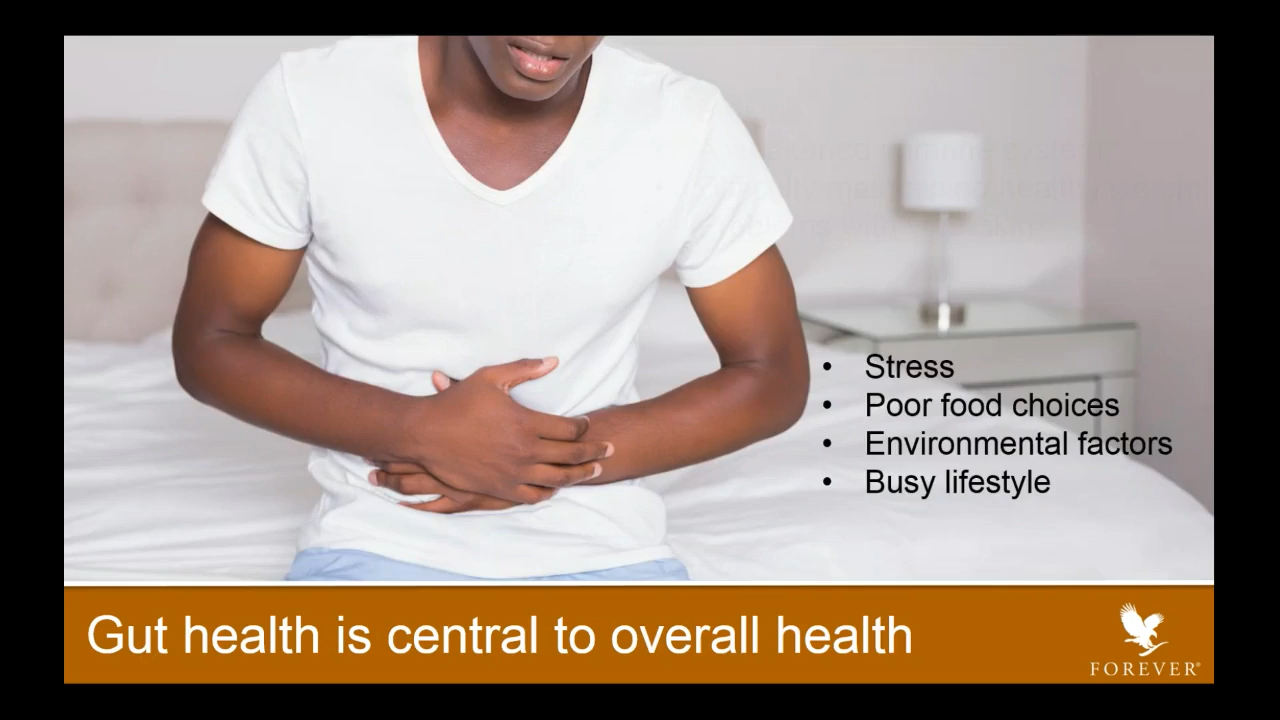 • Stress
• Poor food choices
• Environmental factors
• Busy lifestyle
Gut health is central to overall health
FOREVER®